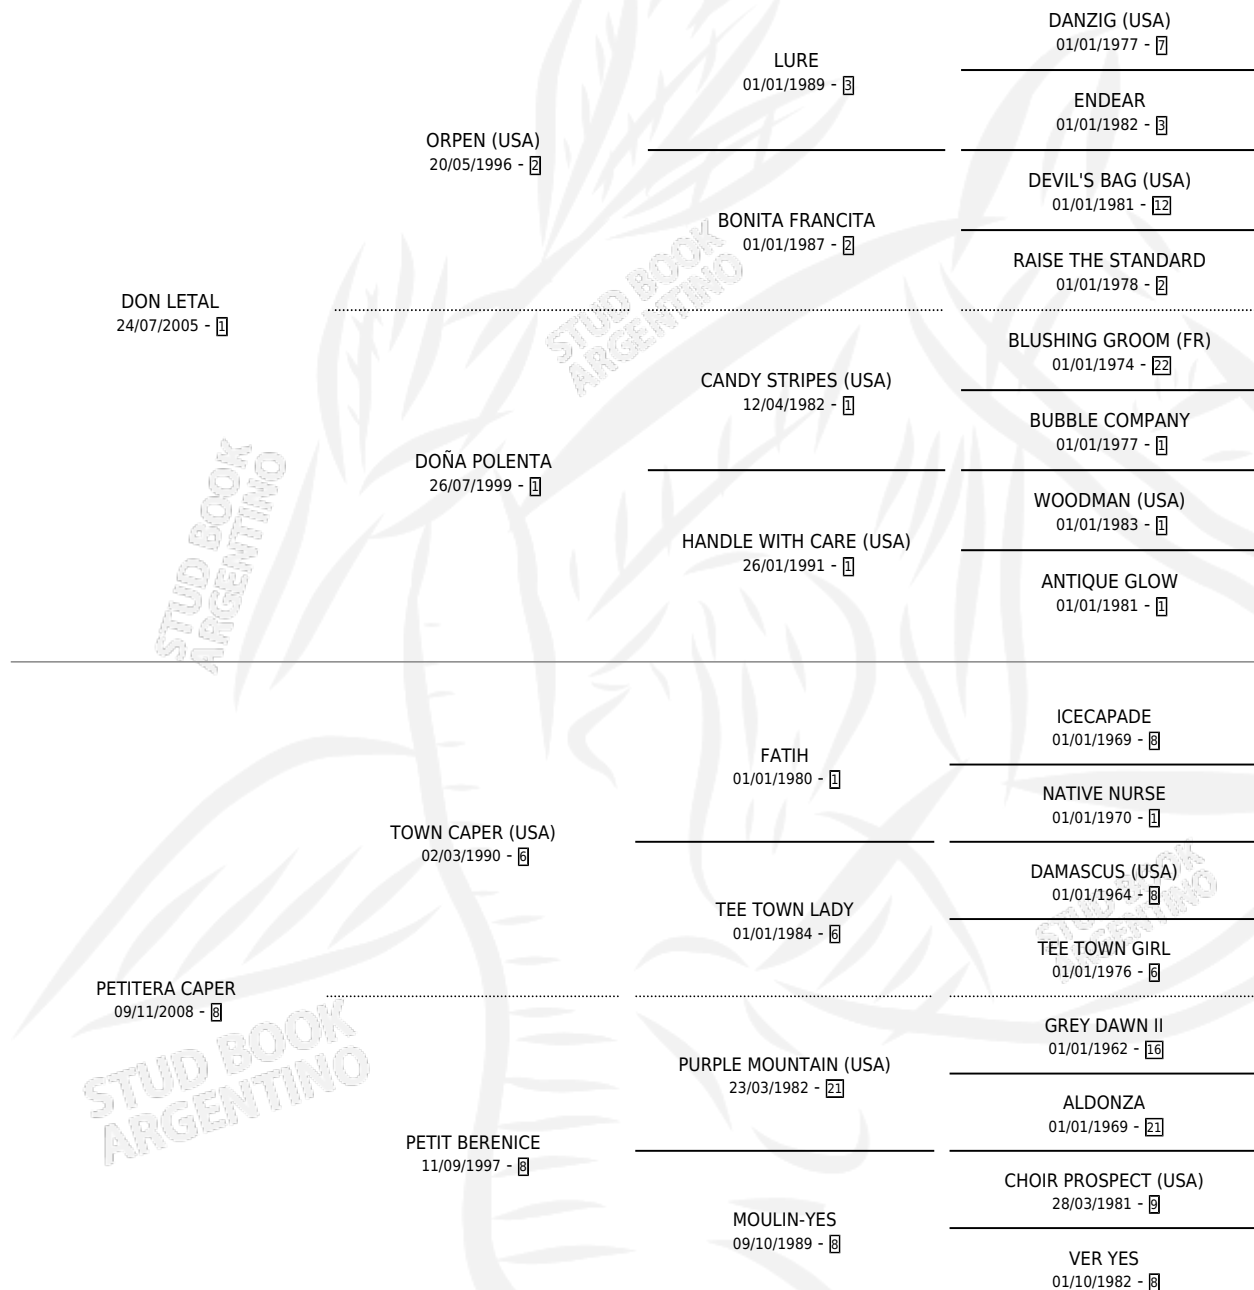 DANZIG (USA)
01/01/1977 - 7
LURE
01/01/1989 - 3
ENDEAR
01/01/1982 - 3
ORPEN (USA)
20/05/1996 - 2
DEVIL'S BAG (USA)
01/01/1981 - 12
BONITA FRANCITA
01/01/1987 - 2
RAISE THE STANDARD
01/01/1978 - 2
DON LETAL
24/07/2005 - 1
STUD BOOK
ARGENTINO
BLUSHING GROOM (FR)
01/01/1974 - 22
CANDY STRIPES (USA)
12/04/1982 - 1
BUBBLE COMPANY
01/01/1977 - 1
DOÑA POLENTA
26/07/1999 - 1
WOODMAN (USA)
01/01/1983 - 1
HANDLE WITH CARE (USA)
26/01/1991 - 1
ANTIQUE GLOW
01/01/1981 - 1
STUD BOOK
ARGENTINO
ICECAPADE
01/01/1969 - 8
FATIH
01/01/1980 - 1
NATIVE NURSE
01/01/1970 - 1
TOWN CAPER (USA)
02/03/1990 - 6
DAMASCUS (USA)
01/01/1964 - 8
STUD BOOK
ARGENTINO
TEE TOWN LADY
01/01/1984 - 6
TEE TOWN GIRL
01/01/1976 - 6
PETITERA CAPER
09/11/2008 - 8
STUD BOOK
ARGENTINO
GREY DAWN II
01/01/1962 - 16
PURPLE MOUNTAIN (USA)
23/03/1982 - 21
ALDONZA
01/01/1969 - 21
PETIT BERENICE
11/09/1997 - 8
CHOIR PROSPECT (USA)
28/03/1981 - 9
MOULIN-YES
09/10/1989 - 8
VER YES
01/10/1982 - 8